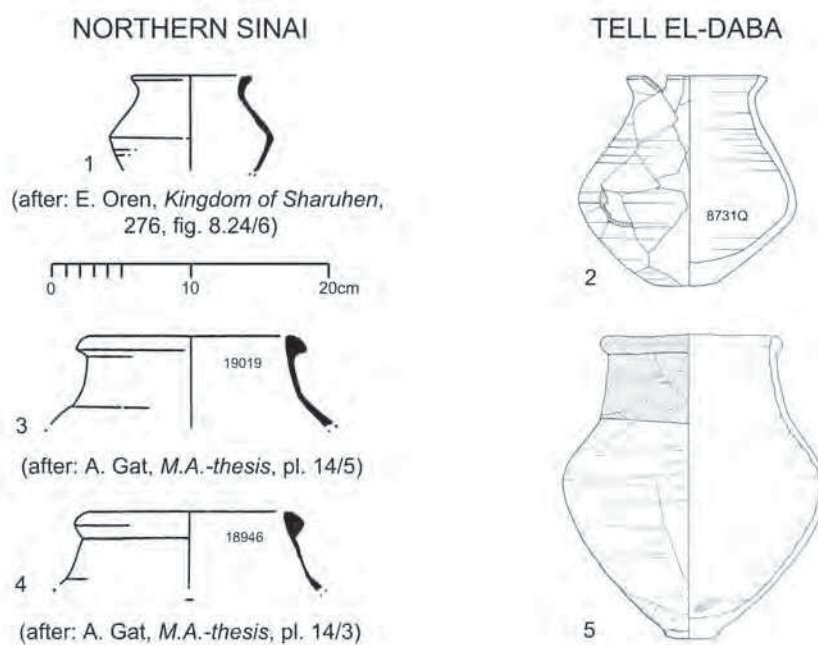 NORTHERN SINAI
1
(after: E. Oren, Kingdom of Sharuhen,
276, fig. 8.24/6)
0 10 20cm
19019
3
(after: A. Gat, M.A.-thesis, pl. 14/5)
18946
4
(after: A. Gat, M.A.-thesis, pl. 14/3)
TELL EL-DABA
8731Q
2
5